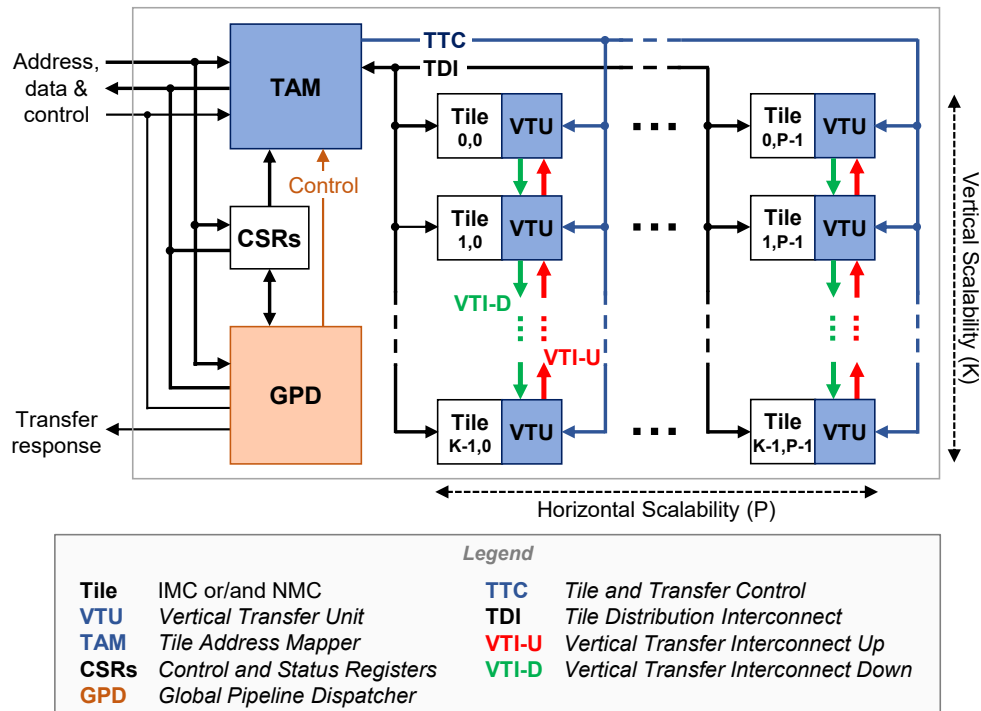 Address,
data &
control
TAM
TTC
TDI
Tile
0,0
VTU
Tile
0,P-1
VTU
Control
CSRs
Tile
1,0
VTU
Tile
1,P-1
VTU
VTI-D
VTI-U
GPD
Transfer
response
Tile
K-1,0
VTU
Tile
K-1,P-1
VTU
Vertical Scalability (K)
Horizontal Scalability (P)
Legend
Tile IMC or/and NMC
VTU Vertical Transfer Unit
TAM Tile Address Mapper
CSRs Control and Status Registers
GPD Global Pipeline Dispatcher
TTC Tile and Transfer Control
TDI Tile Distribution Interconnect
VTI-U Vertical Transfer Interconnect Up
VTI-D Vertical Transfer Interconnect Down